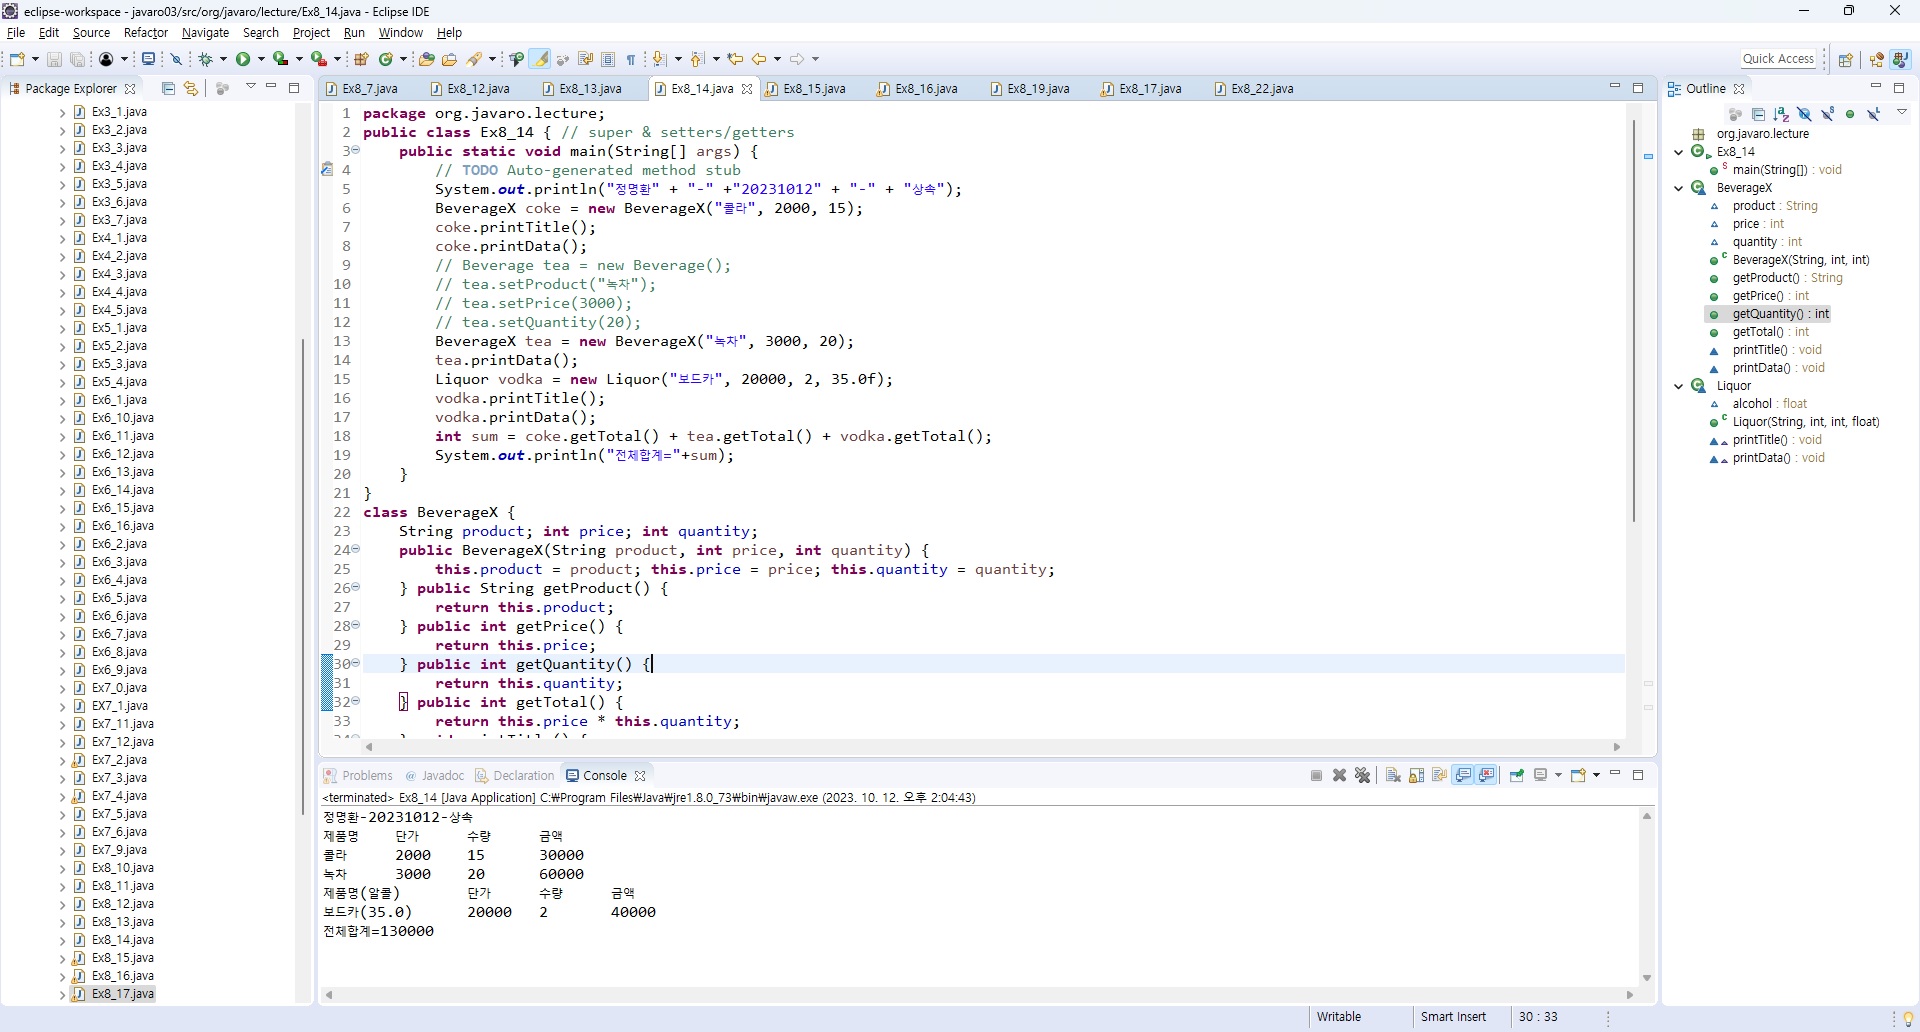 eclipse-workspace - javaro03/src/org/javaro/lecture/Ex8_14.java - Eclipse IDE
File Edit Source Refactor Navigate Search Project Run Window Help
Quick Access
Package Explorer
Ex3_1.java
Ex3_2.java
Ex3_3.java
Ex3_4.java
Ex3_5.java
Ex3_6.java
Ex3_7.java
Ex4_1.java
Ex4_2.java
Ex4_3.java
Ex4_4.java
Ex4_5.java
Ex5_1.java
Ex5_2.java
Ex5_3.java
Ex5_4.java
Ex6_1.java
Ex6_10.java
Ex6_11.java
Ex6_12.java
Ex6_13.java
Ex6_14.java
Ex6_15.java
Ex6_16.java
Ex6_2.java
Ex6_3.java
Ex6_4.java
Ex6_5.java
Ex6_6.java
Ex6_7.java
Ex6_8.java
Ex6_9.java
Ex7_0.java
EX7_1.java
Ex7_11.java
Ex7_12.java
Ex7_2.java
Ex7_3.java
Ex7_4.java
Ex7_5.java
Ex7_6.java
Ex7_9.java
Ex8_10.java
Ex8_11.java
Ex8_12.java
Ex8_13.java
Ex8_14.java
Ex8_15.java
Ex8_16.java
Ex8_17.java
Ex8_7.java Ex8_12.java Ex8_13.java Ex8_14.java Ex8_15.java Ex8_16.java Ex8_19.java Ex8_17.java Ex8_22.java
1 package org.javaro.lecture;
2 public class Ex8_14 { // super & setters/getters
3 public static void main(String[] args) {
4 // TODO Auto-generated method stub
5 System.out.println("정명환" + "-" +"20231012" + "-" + "상속");
6 BeverageX coke = new BeverageX("콜라", 2000, 15);
7 coke.printTitle();
8 coke.printData();
9 // Beverage tea = new Beverage();
10 // tea.setProduct("녹차");
11 // tea.setPrice(3000);
12 // tea.setQuantity(20);
13 BeverageX tea = new BeverageX("녹차", 3000, 20);
14 tea.printData();
15 Liquor vodka = new Liquor("보드카", 20000, 2, 35.0f);
16 vodka.printTitle();
17 vodka.printData();
18 int sum = coke.getTotal() + tea.getTotal() + vodka.getTotal();
19 System.out.println("전체합계="+sum);
20 }
21 }
22 class BeverageX {
23 String product; int price; int quantity;
24 public BeverageX(String product, int price, int quantity) {
25 this.product = product; this.price = price; this.quantity = quantity;
26 } public String getProduct() {
27 return this.product;
28 } public int getPrice() {
29 return this.price;
30 } public int getQuantity() {
31 return this.quantity;
32 } public int getTotal() {
33 return this.price * this.quantity;
Problems Javadoc Declaration Console
<terminated> Ex8_14 [Java Application] C:₩Program Files₩Java₩jre1.8.0_73₩bin₩javaw.exe (2023. 10. 12. 오후 2:04:43)
정명환-20231012-상속
제품명 단가 수량 금액
콜라 2000 15 30000
녹차 3000 20 60000
제품명(알콜) 단가 수량 금액
보드카(35.0) 20000 2 40000
전체합계=130000
Outline
org.javaro.lecture
Ex8_14
main(String[]) : void
BeverageX
product : String
price : int
quantity : int
BeverageX(String, int, int)
getProduct() : String
getPrice() : int
getQuantity() : int
getTotal() : int
printTitle() : void
printData() : void
Liquor
alcohol : float
Liquor(String, int, int, float)
printTitle() : void
printData() : void
Writable Smart Insert 30 : 33